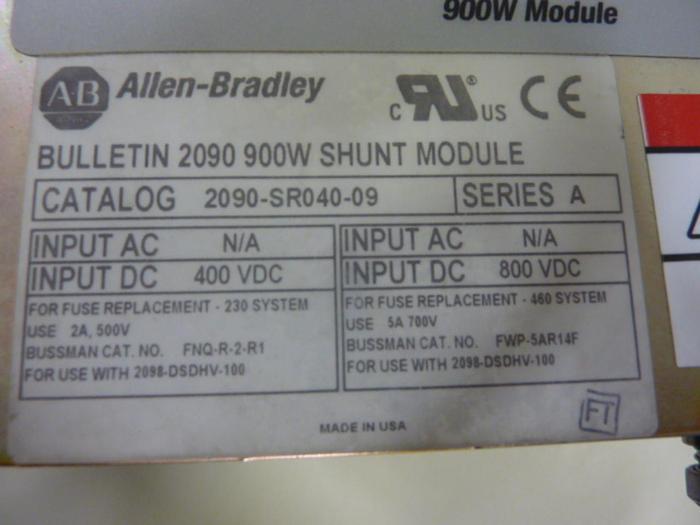 900W Module
A-B Allen-Bradley
C RU ® US CE
BULLETIN 2090 900W SHUNT MODULE
CATALOG 2090-SR040-09 SERIES A
INPUT AC N/A
INPUT DC 400 VDC
FOR FUSE REPLACEMENT - 230 SYSTEM
USE 2A, 500V
BUSSMAN CAT. NO. FNQ-R-2-R1
FOR USE WITH 2098-DSDHV-100
INPUT AC N/A
INPUT DC 800 VDC
FOR FUSE REPLACEMENT - 460 SYSTEM
USE 5A 700V
BUSSMAN CAT. NO. FWP-5AR14F
FOR USE WITH 2098-DSDHV-100
FT
MADE IN USA